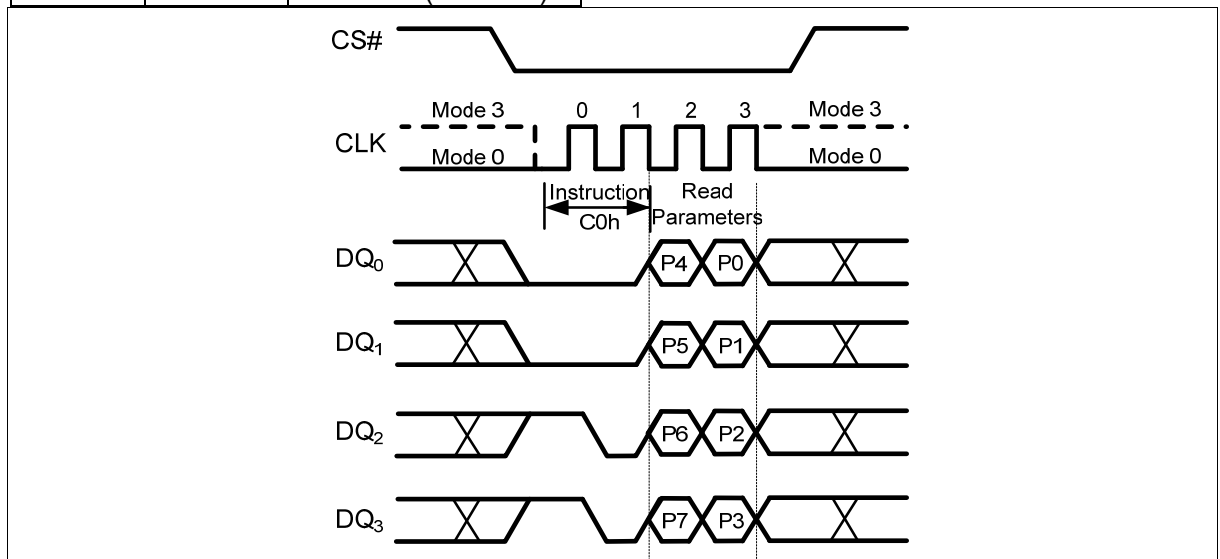 CS#
Mode 3 0 1 2 3 Mode 3
CLK
Mode 0 Mode 0
Instruction Read
C0h Parameters
DQ0 P4 P0
DQ1 P5 P1
DQ2 P6 P2
DQ3 P7 P3